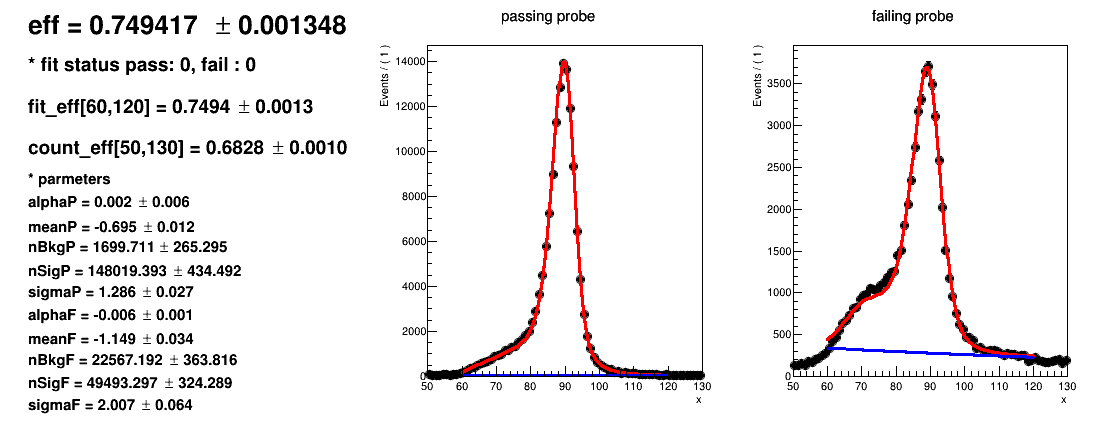 eff = 0.749417 ± 0.001348
* fit status pass: 0, fail : 0
fit_eff[60,120] = 0.7494 ± 0.0013
count_eff[50,130] = 0.6828 ± 0.0010
* parmeters
alphaP = 0.002 ± 0.006
meanP = -0.695 ± 0.012
nBkgP = 1699.711 ± 265.295
nSigP = 148019.393 ± 434.492
sigmaP = 1.286 ± 0.027
alphaF = -0.006 ± 0.001
meanF = -1.149 ± 0.034
nBkgF = 22567.192 ± 363.816
nSigF = 49493.297 ± 324.289
sigmaF = 2.007 ± 0.064
passing probe
Events / ( 1 )
14000
12000
10000
8000
6000
4000
2000
0
50 60 70 80 90 100 110 120 130
x
failing probe
Events / ( 1 )
3500
3000
2500
2000
1500
1000
500
0
50 60 70 80 90 100 110 120 130
x